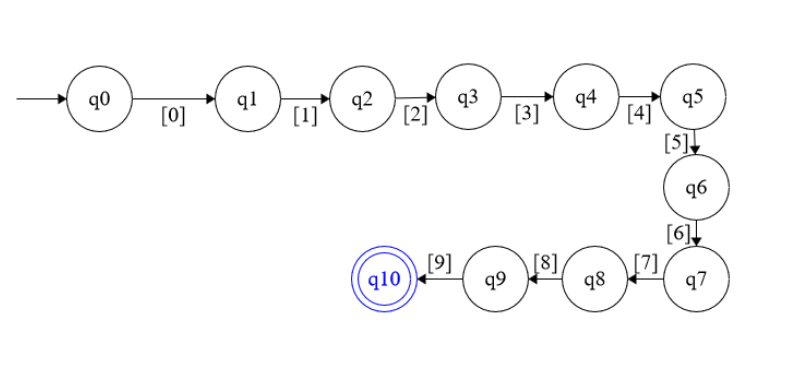 q0 q1 q2 q3 q4 q5
[0] [1] [2] [3] [4]
[5]
q6
[6]
[9] [8] [7]
q10 q9 q8 q7